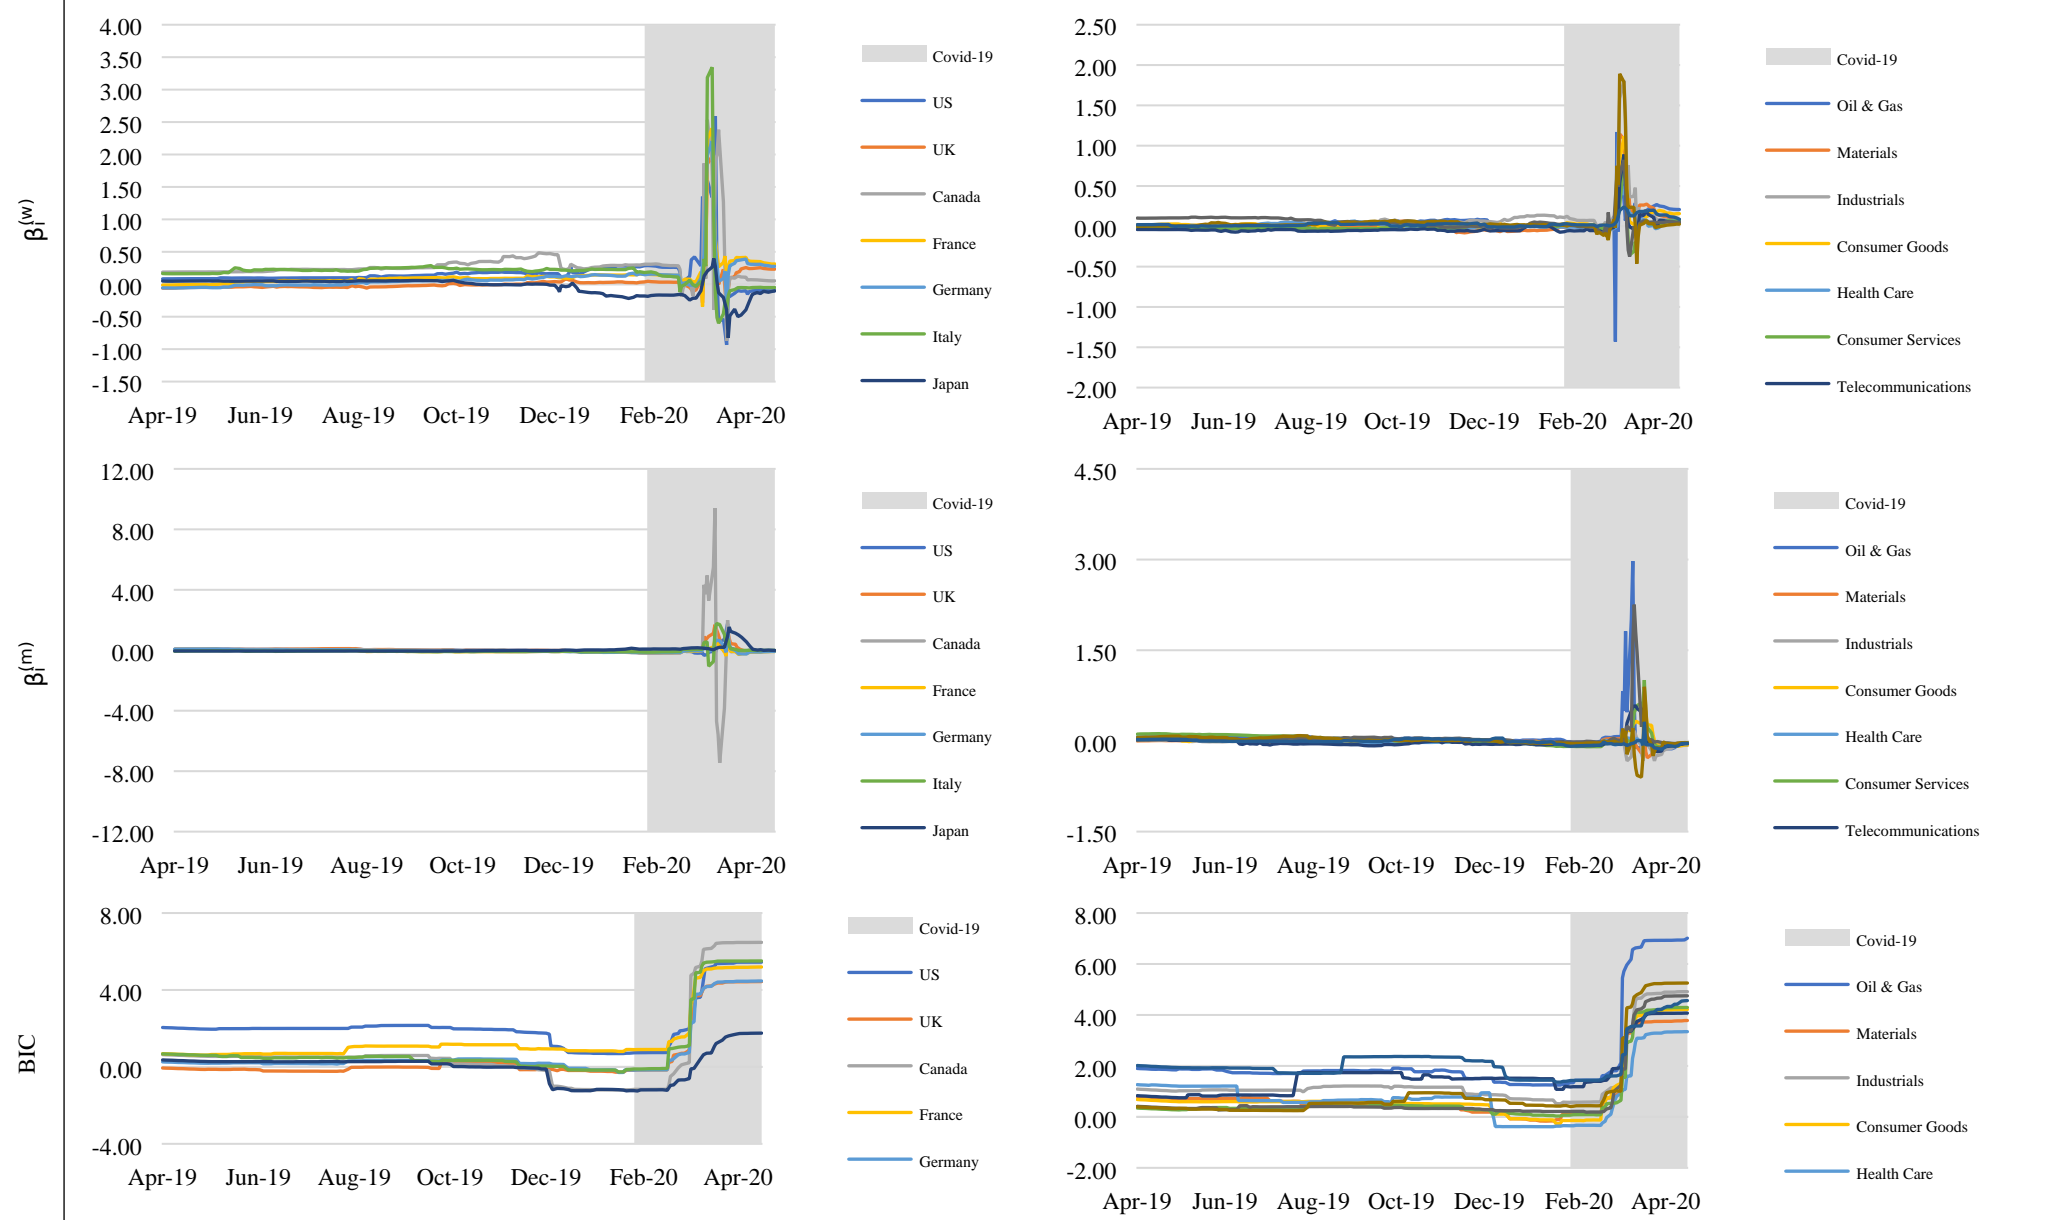 β_i^(w)
4.00
3.50
3.00
2.50
2.00
1.50
1.00
0.50
0.00
-0.50
-1.00
-1.50
Apr-19 Jun-19 Aug-19 Oct-19 Dec-19 Feb-20 Apr-20
Covid-19
US
UK
Canada
France
Germany
Italy
Japan
2.50
2.00
1.50
1.00
0.50
0.00
-0.50
-1.00
-1.50
-2.00
Apr-19 Jun-19 Aug-19 Oct-19 Dec-19 Feb-20 Apr-20
Covid-19
Oil & Gas
Materials
Industrials
Consumer Goods
Health Care
Consumer Services
Telecommunications
β_i^(m)
12.00
8.00
4.00
0.00
-4.00
-8.00
-12.00
Apr-19 Jun-19 Aug-19 Oct-19 Dec-19 Feb-20 Apr-20
Covid-19
US
UK
Canada
France
Germany
Italy
Japan
4.50
3.00
1.50
0.00
-1.50
Apr-19 Jun-19 Aug-19 Oct-19 Dec-19 Feb-20 Apr-20
Covid-19
Oil & Gas
Materials
Industrials
Consumer Goods
Health Care
Consumer Services
Telecommunications
BIC
8.00
4.00
0.00
-4.00
Apr-19 Jun-19 Aug-19 Oct-19 Dec-19 Feb-20 Apr-20
Covid-19
US
UK
Canada
France
Germany
8.00
6.00
4.00
2.00
0.00
-2.00
Apr-19 Jun-19 Aug-19 Oct-19 Dec-19 Feb-20 Apr-20
Covid-19
Oil & Gas
Materials
Industrials
Consumer Goods
Health Care